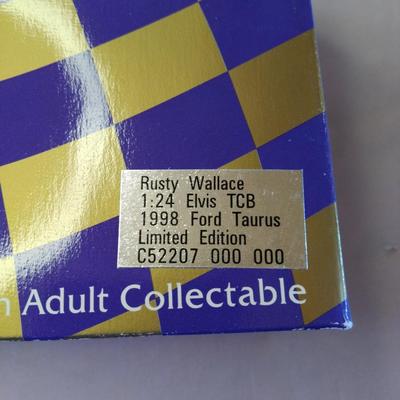 Rusty Wallace
1:24 Elvis TCB
1998 Ford Taurus
Limited Edition
C52207 000 000
Adult Collectable